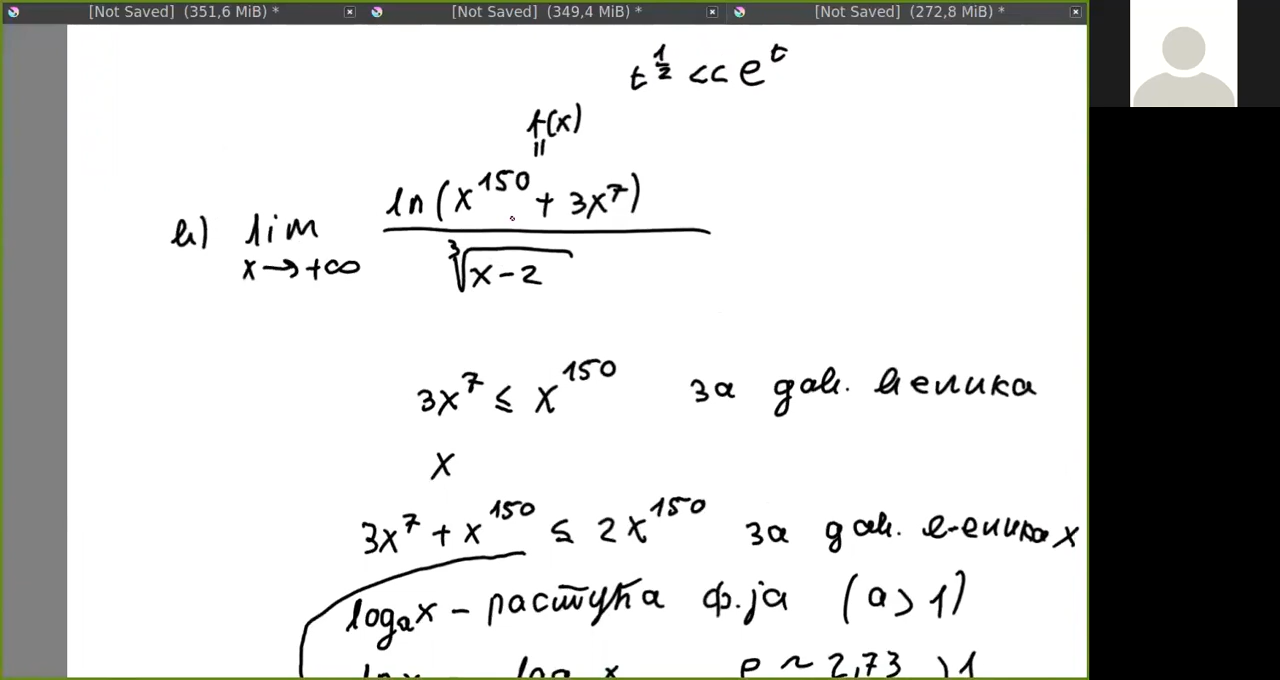 [Not Saved] (351,6 MiB) * [Not Saved] (349,4 MiB) * [Not Saved] (272,8 MiB) *
t^{1/2} << e^t
f(x)
=
lim x→+∞ ln(x^{150} + 3x^7) / ∛(x-2)
3x^7 ≤ x^{150} за дов. велика
x
3x^7 + x^{150} ≤ 2x^{150} за дов. велика x
log_a x - растућа ф.ја (a > 1)
ln x log x e ~ 2,73 > 1